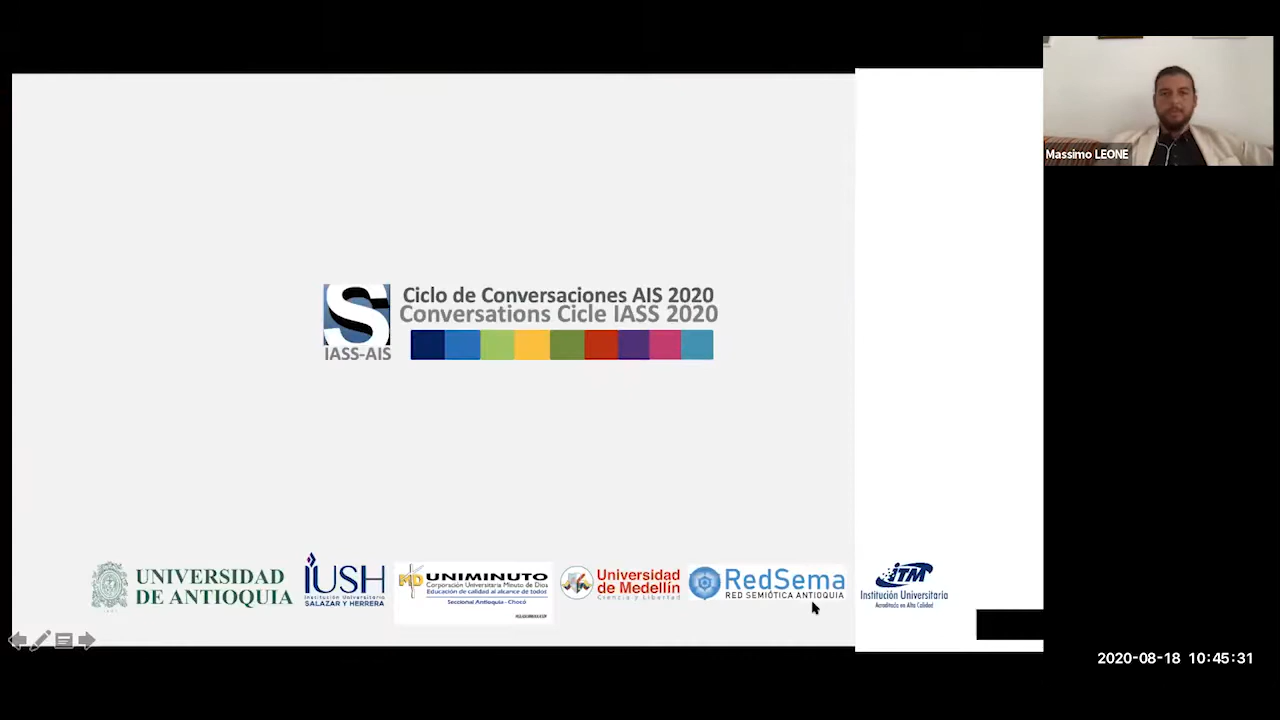 Massimo LEONE
S
IASS-AIS
Ciclo de Conversaciones AIS 2020
Conversations Cicle IASS 2020
UNIVERSIDAD
DE ANTIOQUIA
IUSH
Institución Universitaria
SALAZAR Y HERRERA
MD UNIMINUTO
Corporación Universitaria Minuto de Dios
Educación de calidad al alcance de todos
Seccional Antioquia - Chocó
Universidad
de Medellín
Ciencia y Libertad
RedSema
RED SEMIÓTICA ANTIOQUIA
ITM
Institución Universitaria
Acreditada en Alta Calidad
2020-08-18 10:45:31